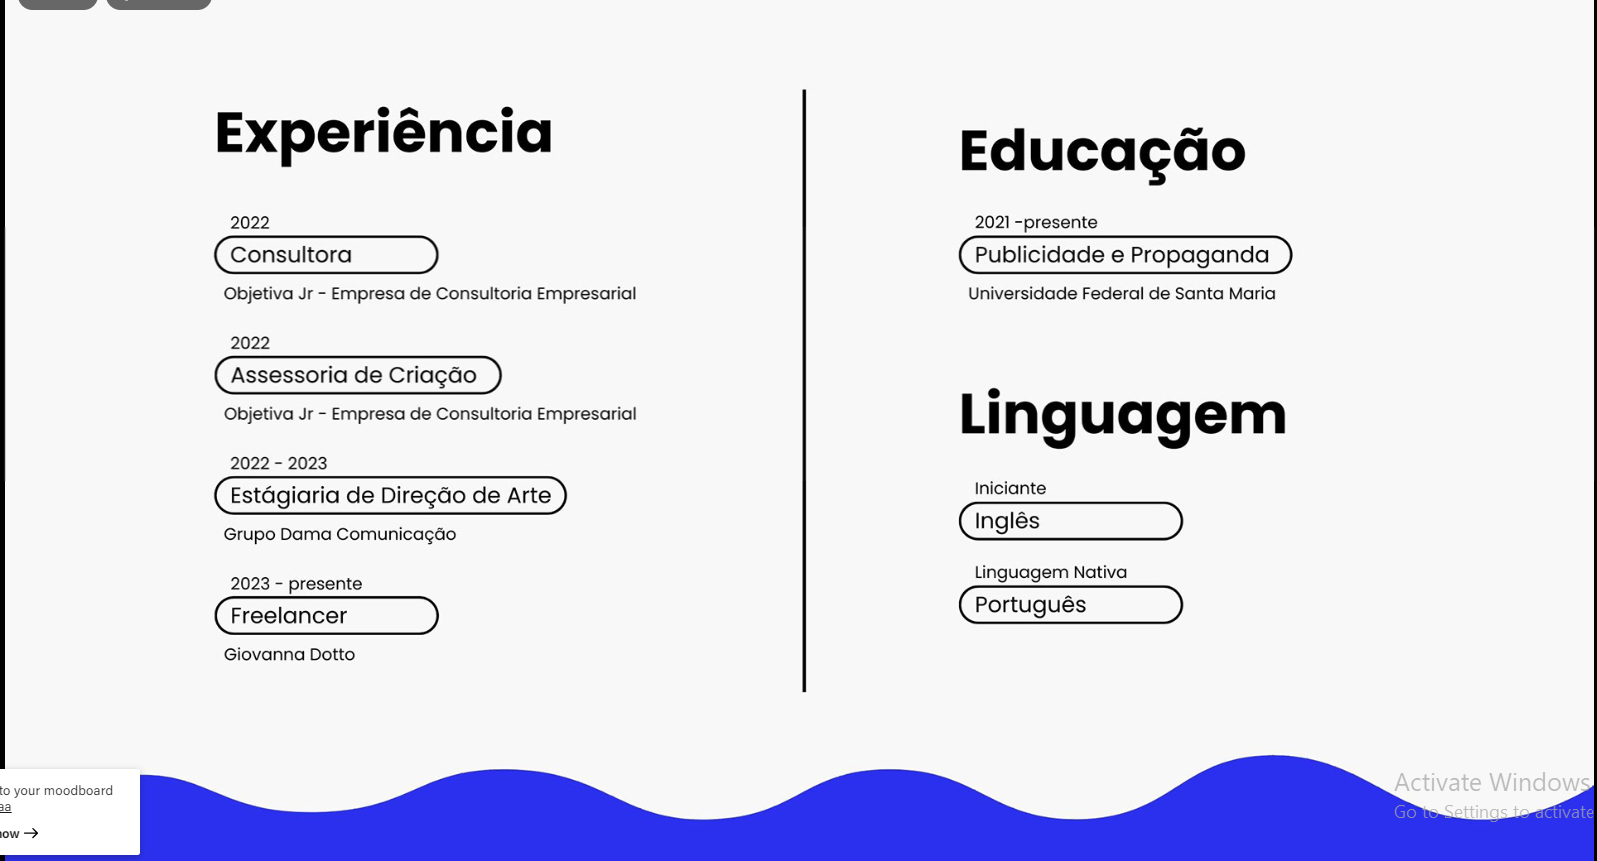 Experiência
2022
Consultora
Objetiva Jr - Empresa de Consultoria Empresarial
2022
Assessoria de Criação
Objetiva Jr - Empresa de Consultoria Empresarial
2022 - 2023
Estágiaria de Direção de Arte
Grupo Dama Comunicação
2023 - presente
Freelancer
Giovanna Dotto
Educação
2021 -presente
Publicidade e Propaganda
Universidade Federal de Santa Maria
Linguagem
Iniciante
Inglês
Linguagem Nativa
Português
to your moodboard
aa
now →
Activate Windows
Go to Settings to activate